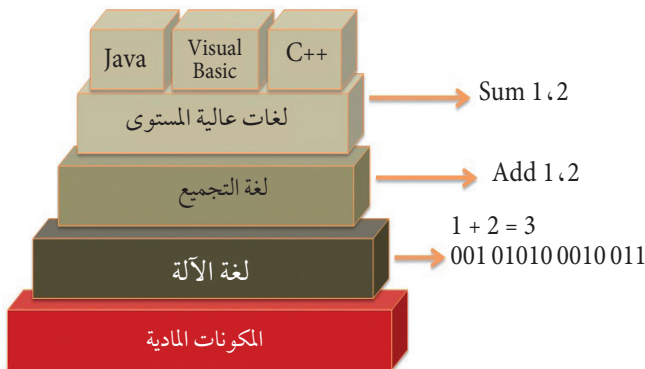 Java
Visual
Basic
C++
لغات عالية المستوى
Sum 1،2
لغة التجميع
Add 1،2
لغة الآلة
1 + 2 = 3
001 01010 0010 011
المكونات المادية